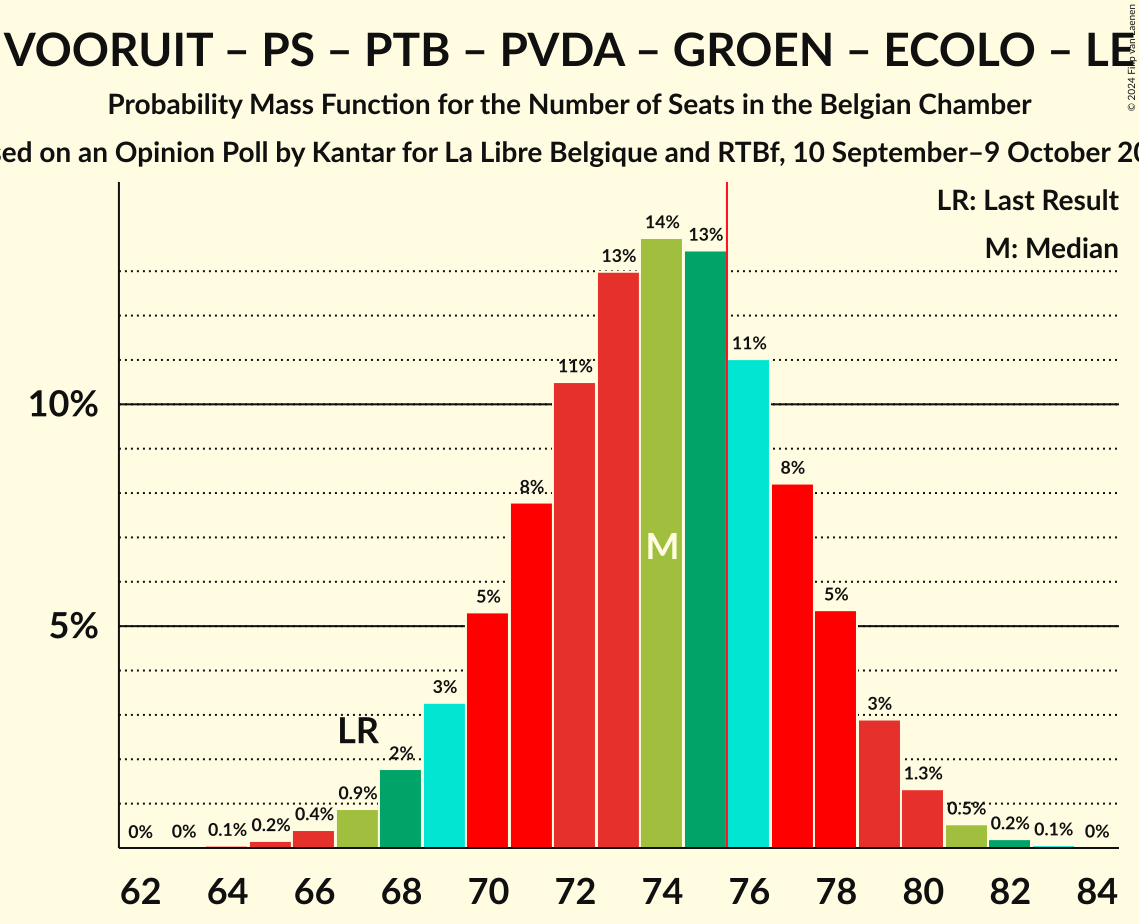 VOORUIT – PS – PTB – PVDA – GROEN – ECOLO – LE
© 2024 Filip van Laenen
Probability Mass Function for the Number of Seats in the Belgian Chamber
sed on an Opinion Poll by Kantar for La Libre Belgique and RTBf, 10 September–9 October 20
LR: Last Result
M: Median
14%
13%
13%
11%
11%
10%
8%
8%
M
5%
5%
5%
3%
LR
3%
2%
1.3%
0.9%
0.4%
0.5%
0% 0% 0.1% 0.2% 0.2% 0.1% 0%
62 64 66 68 70 72 74 76 78 80 82 84